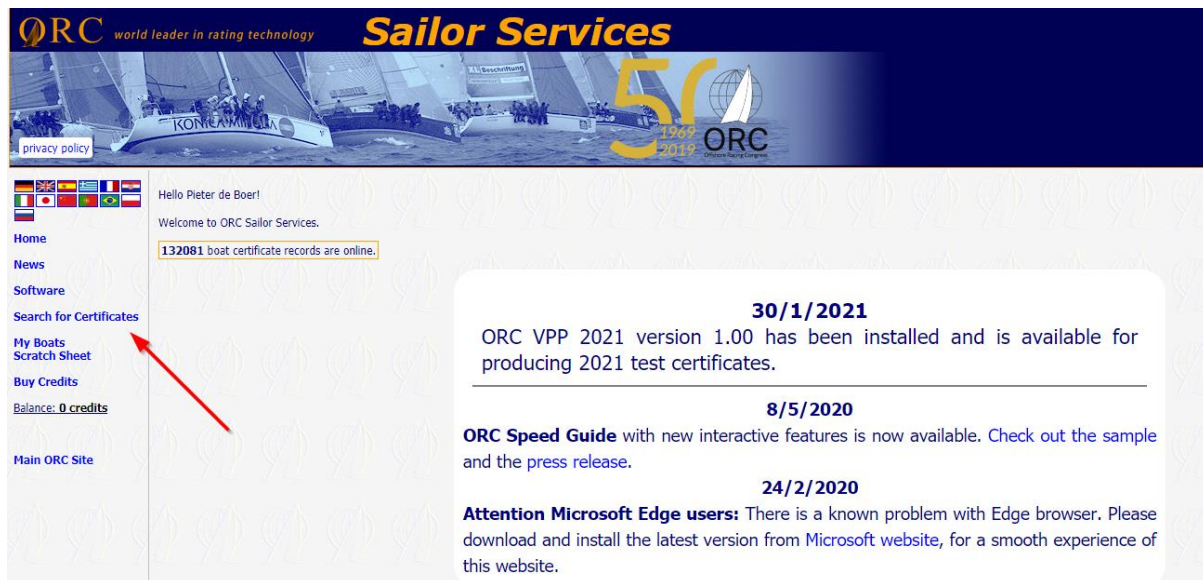 ORC world leader in rating technology
Sailor Services
KONICA MINOLTA
50
1969
2019
ORC
Offshore Racing Congress
privacy policy
Hello Pieter de Boer!
Welcome to ORC Sailor Services.
132081 boat certificate records are online.
Home
News
Software
Search for Certificates
My Boats
Scratch Sheet
Buy Credits
Balance: 0 credits
Main ORC Site
30/1/2021
ORC VPP 2021 version 1.00 has been installed and is available for
producing 2021 test certificates.
8/5/2020
ORC Speed Guide with new interactive features is now available. Check out the sample
and the press release.
24/2/2020
Attention Microsoft Edge users: There is a known problem with Edge browser. Please
download and install the latest version from Microsoft website, for a smooth experience of
this website.